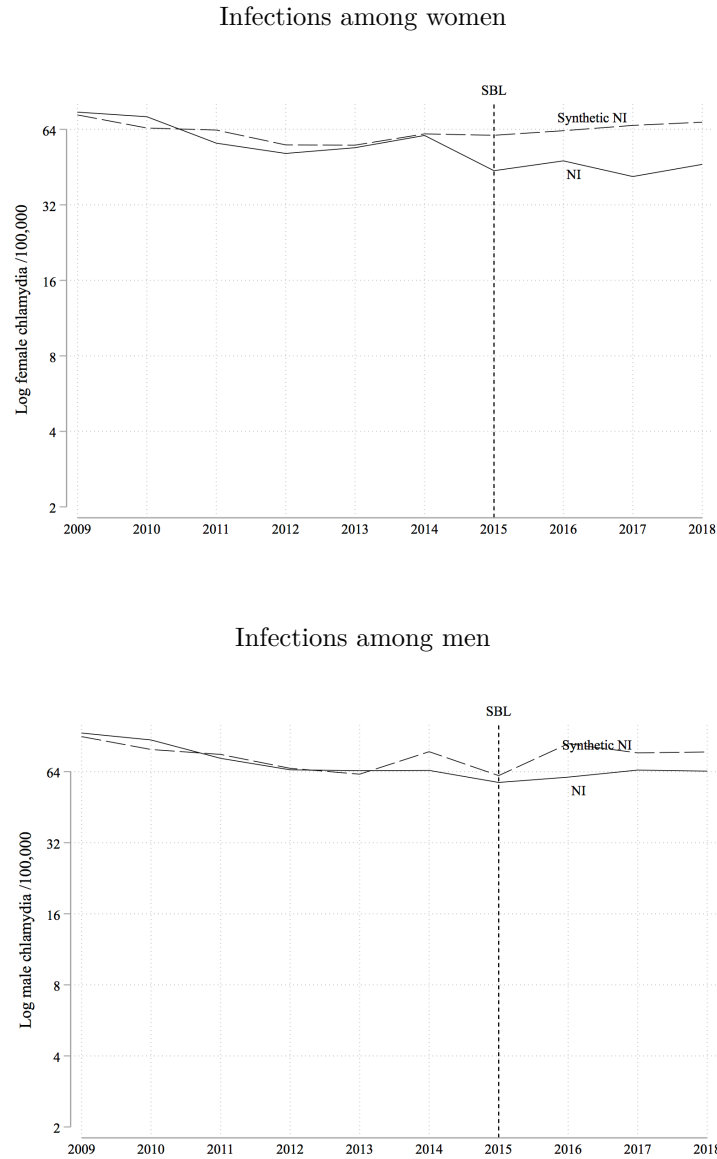 Infections among women
SBL
Synthetic NI
NI
Log female chlamydia /100,000
64
32
16
8
4
2
2009 2010 2011 2012 2013 2014 2015 2016 2017 2018
Infections among men
SBL
Synthetic NI
NI
Log male chlamydia /100,000
64
32
16
8
4
2
2009 2010 2011 2012 2013 2014 2015 2016 2017 2018